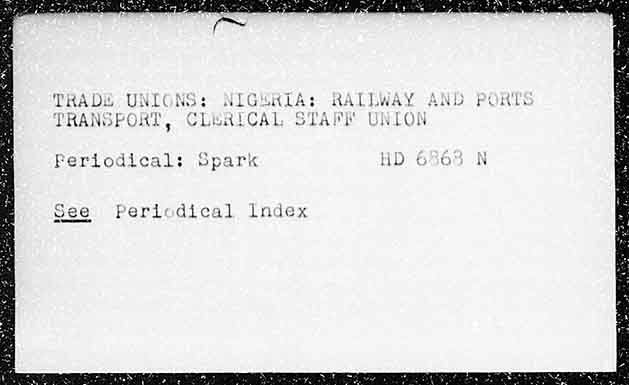 TRADE UNIONS: NIGERIA: RAILWAY AND PORTS
TRANSPORT, CLERICAL STAFF UNION
Periodical: Spark HD 6868 N
See Periodical Index